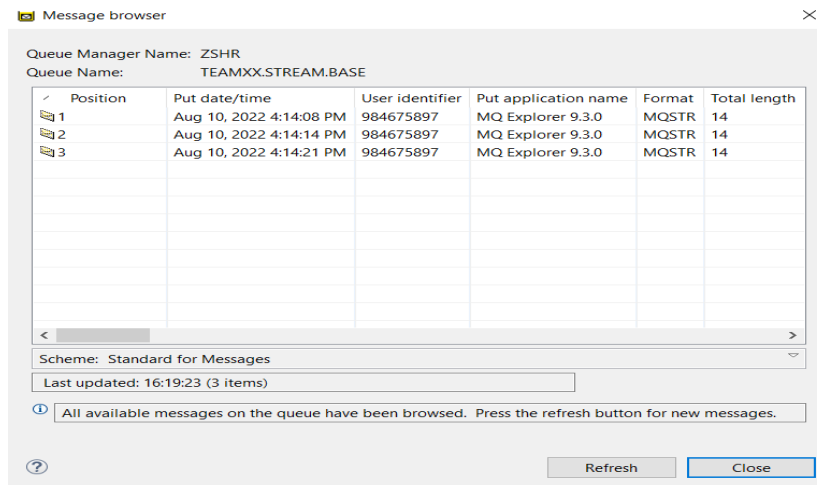 Message browser
Queue Manager Name: ZSHR
Queue Name: TEAMXX.STREAM.BASE
Position Put date/time User identifier Put application name Format Total length
1 Aug 10, 2022 4:14:08 PM 984675897 MQ Explorer 9.3.0 MQSTR 14
2 Aug 10, 2022 4:14:14 PM 984675897 MQ Explorer 9.3.0 MQSTR 14
3 Aug 10, 2022 4:14:21 PM 984675897 MQ Explorer 9.3.0 MQSTR 14
Scheme: Standard for Messages
Last updated: 16:19:23 (3 items)
All available messages on the queue have been browsed. Press the refresh button for new messages.
Refresh Close